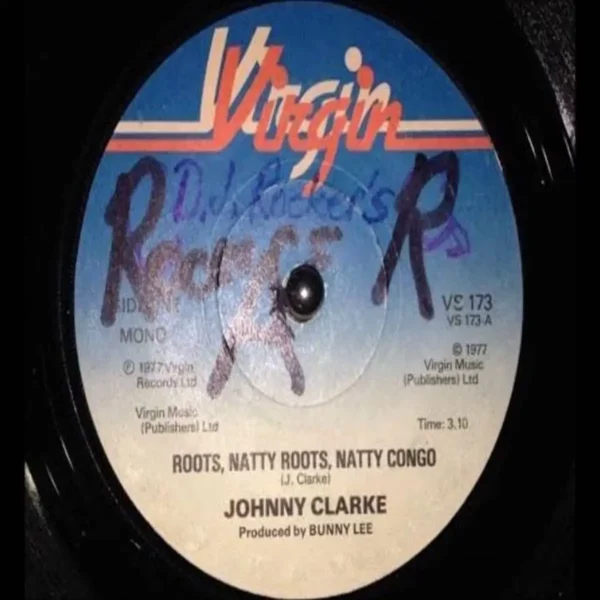 Virgin
D.J. Rocker's
R
VS 173
VS 173-A
MONO
℗ 1977 Virgin
Records Ltd
© 1977
Virgin Music
(Publishers) Ltd
Virgin Music
(Publishers) Ltd
Time: 3.10
ROOTS, NATTY ROOTS, NATTY CONGO
(J. Clarke)
JOHNNY CLARKE
Produced by BUNNY LEE